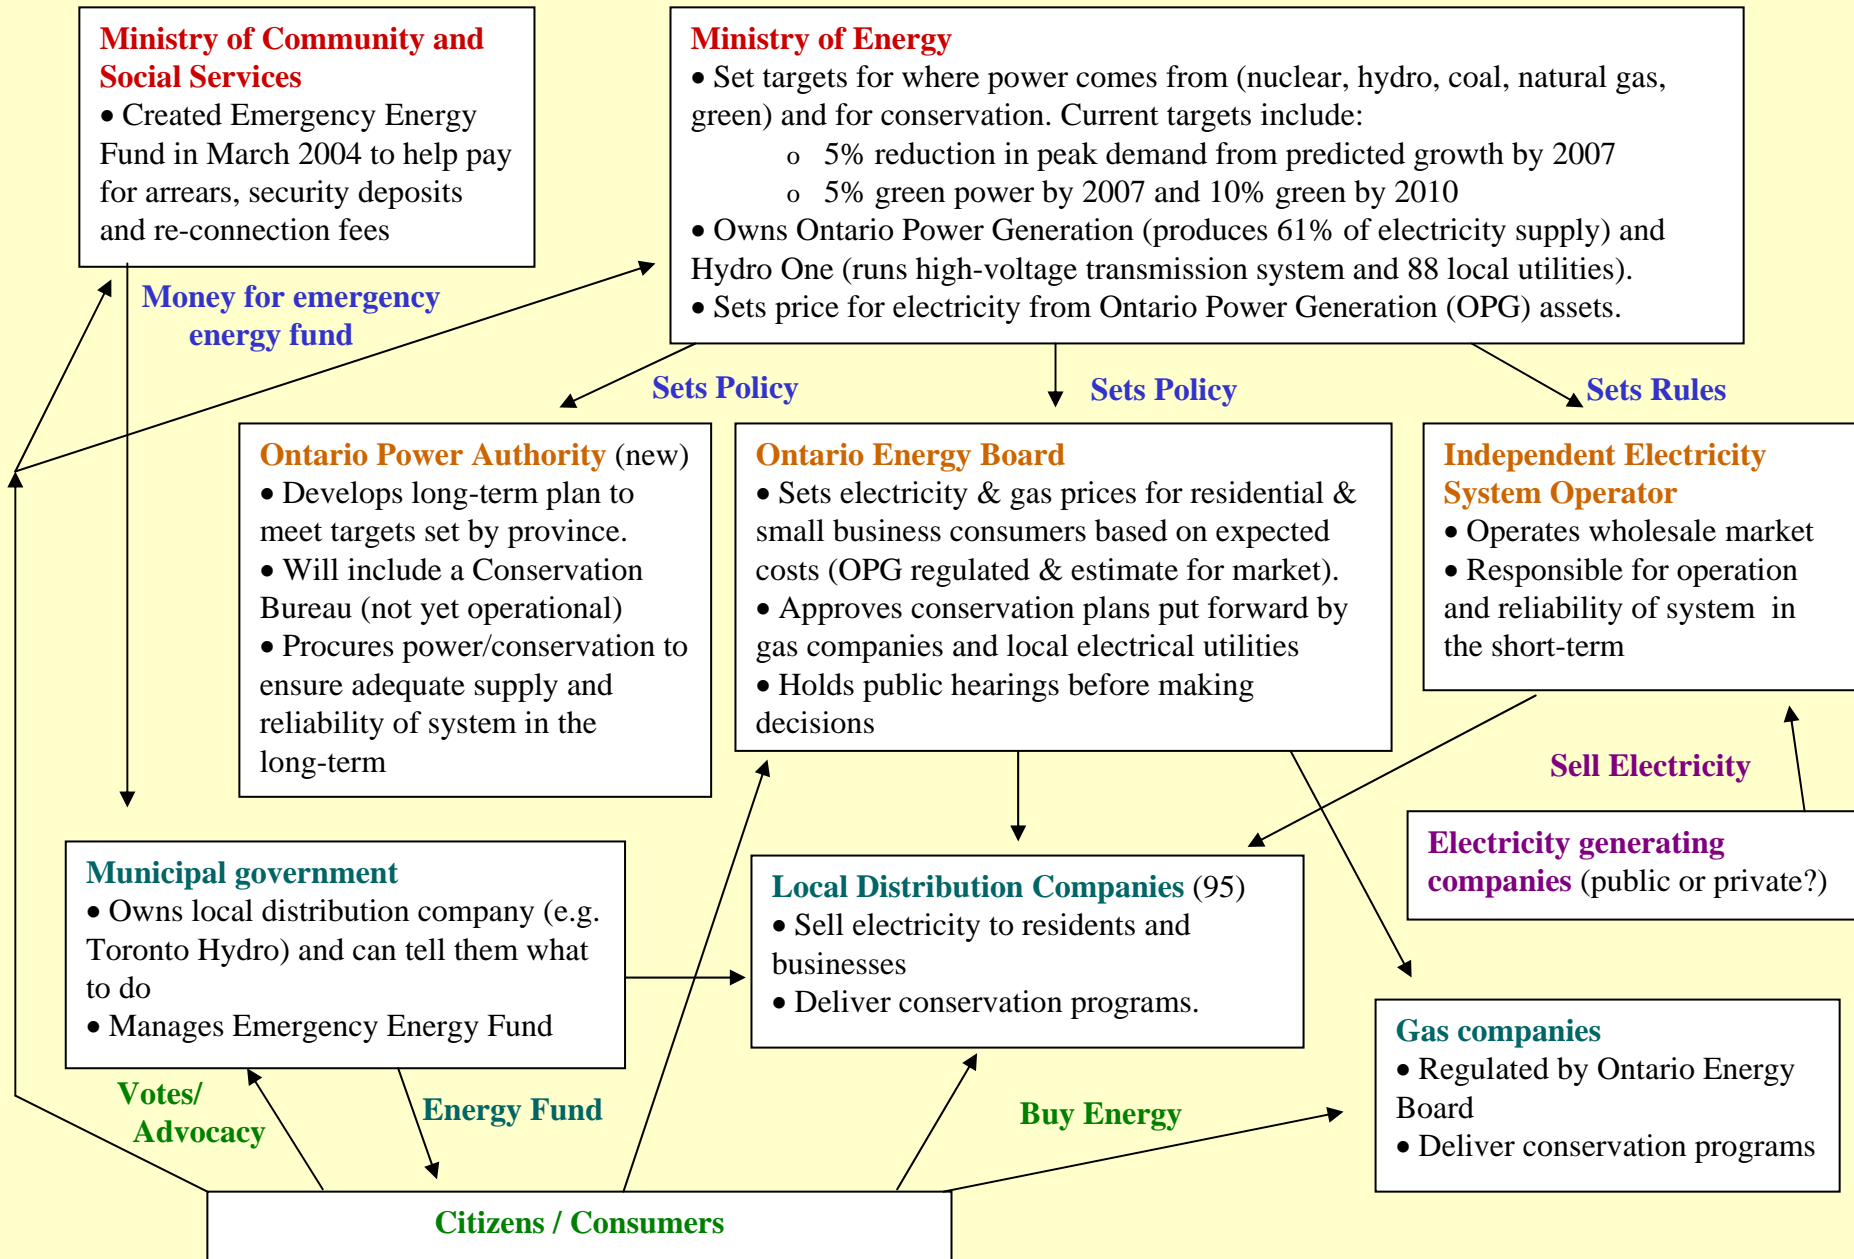 Ministry of Community and
Social Services
• Created Emergency Energy
Fund in March 2004 to help pay
for arrears, security deposits
and re-connection fees
Ministry of Energy
• Set targets for where power comes from (nuclear, hydro, coal, natural gas,
green) and for conservation. Current targets include:
o 5% reduction in peak demand from predicted growth by 2007
o 5% green power by 2007 and 10% green by 2010
• Owns Ontario Power Generation (produces 61% of electricity supply) and
Hydro One (runs high-voltage transmission system and 88 local utilities).
• Sets price for electricity from Ontario Power Generation (OPG) assets.
Money for emergency
energy fund
Sets Policy
Sets Policy
Sets Rules
Ontario Power Authority (new)
• Develops long-term plan to
meet targets set by province.
• Will include a Conservation
Bureau (not yet operational)
• Procures power/conservation to
ensure adequate supply and
reliability of system in the
long-term
Ontario Energy Board
• Sets electricity & gas prices for residential &
small business consumers based on expected
costs (OPG regulated & estimate for market).
• Approves conservation plans put forward by
gas companies and local electrical utilities
• Holds public hearings before making
decisions
Independent Electricity
System Operator
• Operates wholesale market
• Responsible for operation
and reliability of system in
the short-term
Sell Electricity
Electricity generating
companies (public or private?)
Municipal government
• Owns local distribution company (e.g.
Toronto Hydro) and can tell them what
to do
• Manages Emergency Energy Fund
Local Distribution Companies (95)
• Sell electricity to residents and
businesses
• Deliver conservation programs.
Gas companies
• Regulated by Ontario Energy
Board
• Deliver conservation programs
Votes/
Advocacy
Energy Fund
Buy Energy
Citizens / Consumers